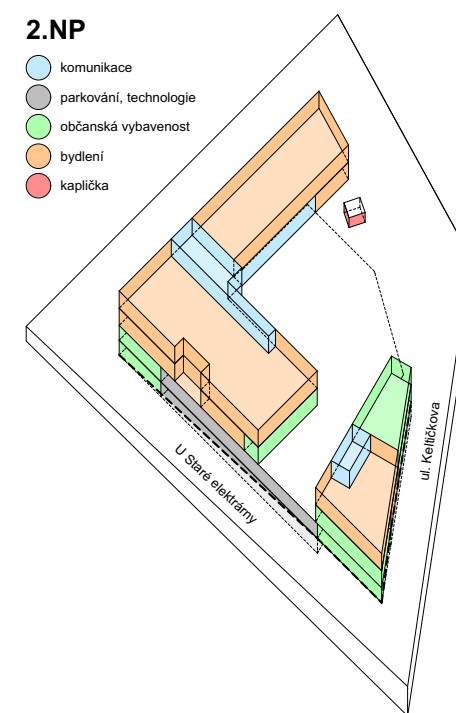 2.NP
komunikace
parkování, technologie
občanská vybavenost
bydlení
kaplička
U Staré elektrárny
ul. Keltičkova